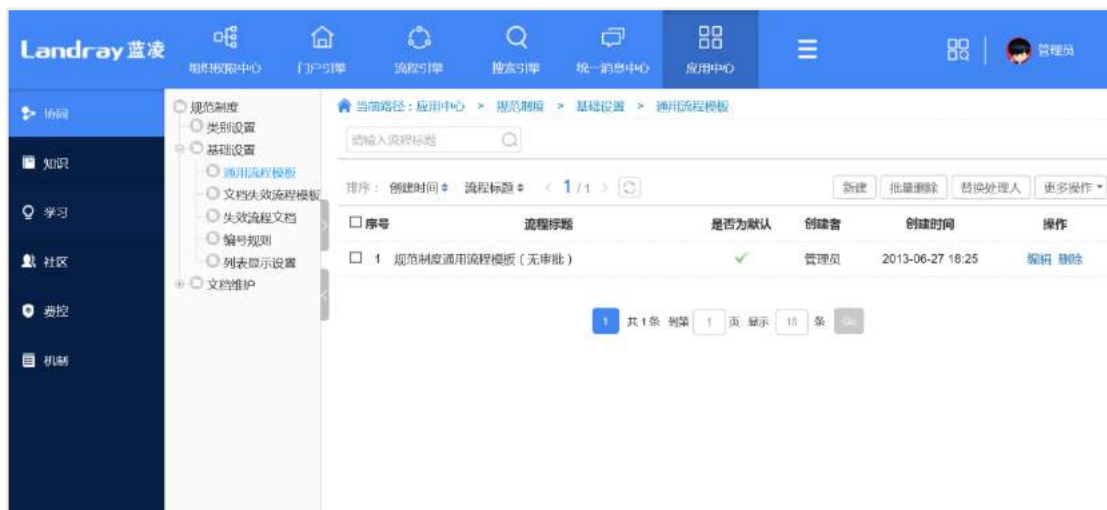 Landray 蓝凌
组织权限中心 门户引擎 流程引擎 搜索引擎 统一消息中心 应用中心
管理员
协同
知识
学习
社区
费控
机制
规范制度
类别设置
基础设置
通用流程模板
文档失效流程模板
失效流程文档
编号规则
列表显示设置
文档维护
当前路径：应用中心 > 规范制度 > 基础设置 > 通用流程模板
请输入流程标题
排序： 创建时间 流程标题 < 1 / 1 >
新建 批量删除 替换处理人 更多操作
序号 流程标题 是否为默认 创建者 创建时间 操作
1 规范制度通用流程模板（无审批） 管理员 2013-06-27 18:25 编辑 删除
1 共 1 条 到第 1 页 显示 15 条 Go